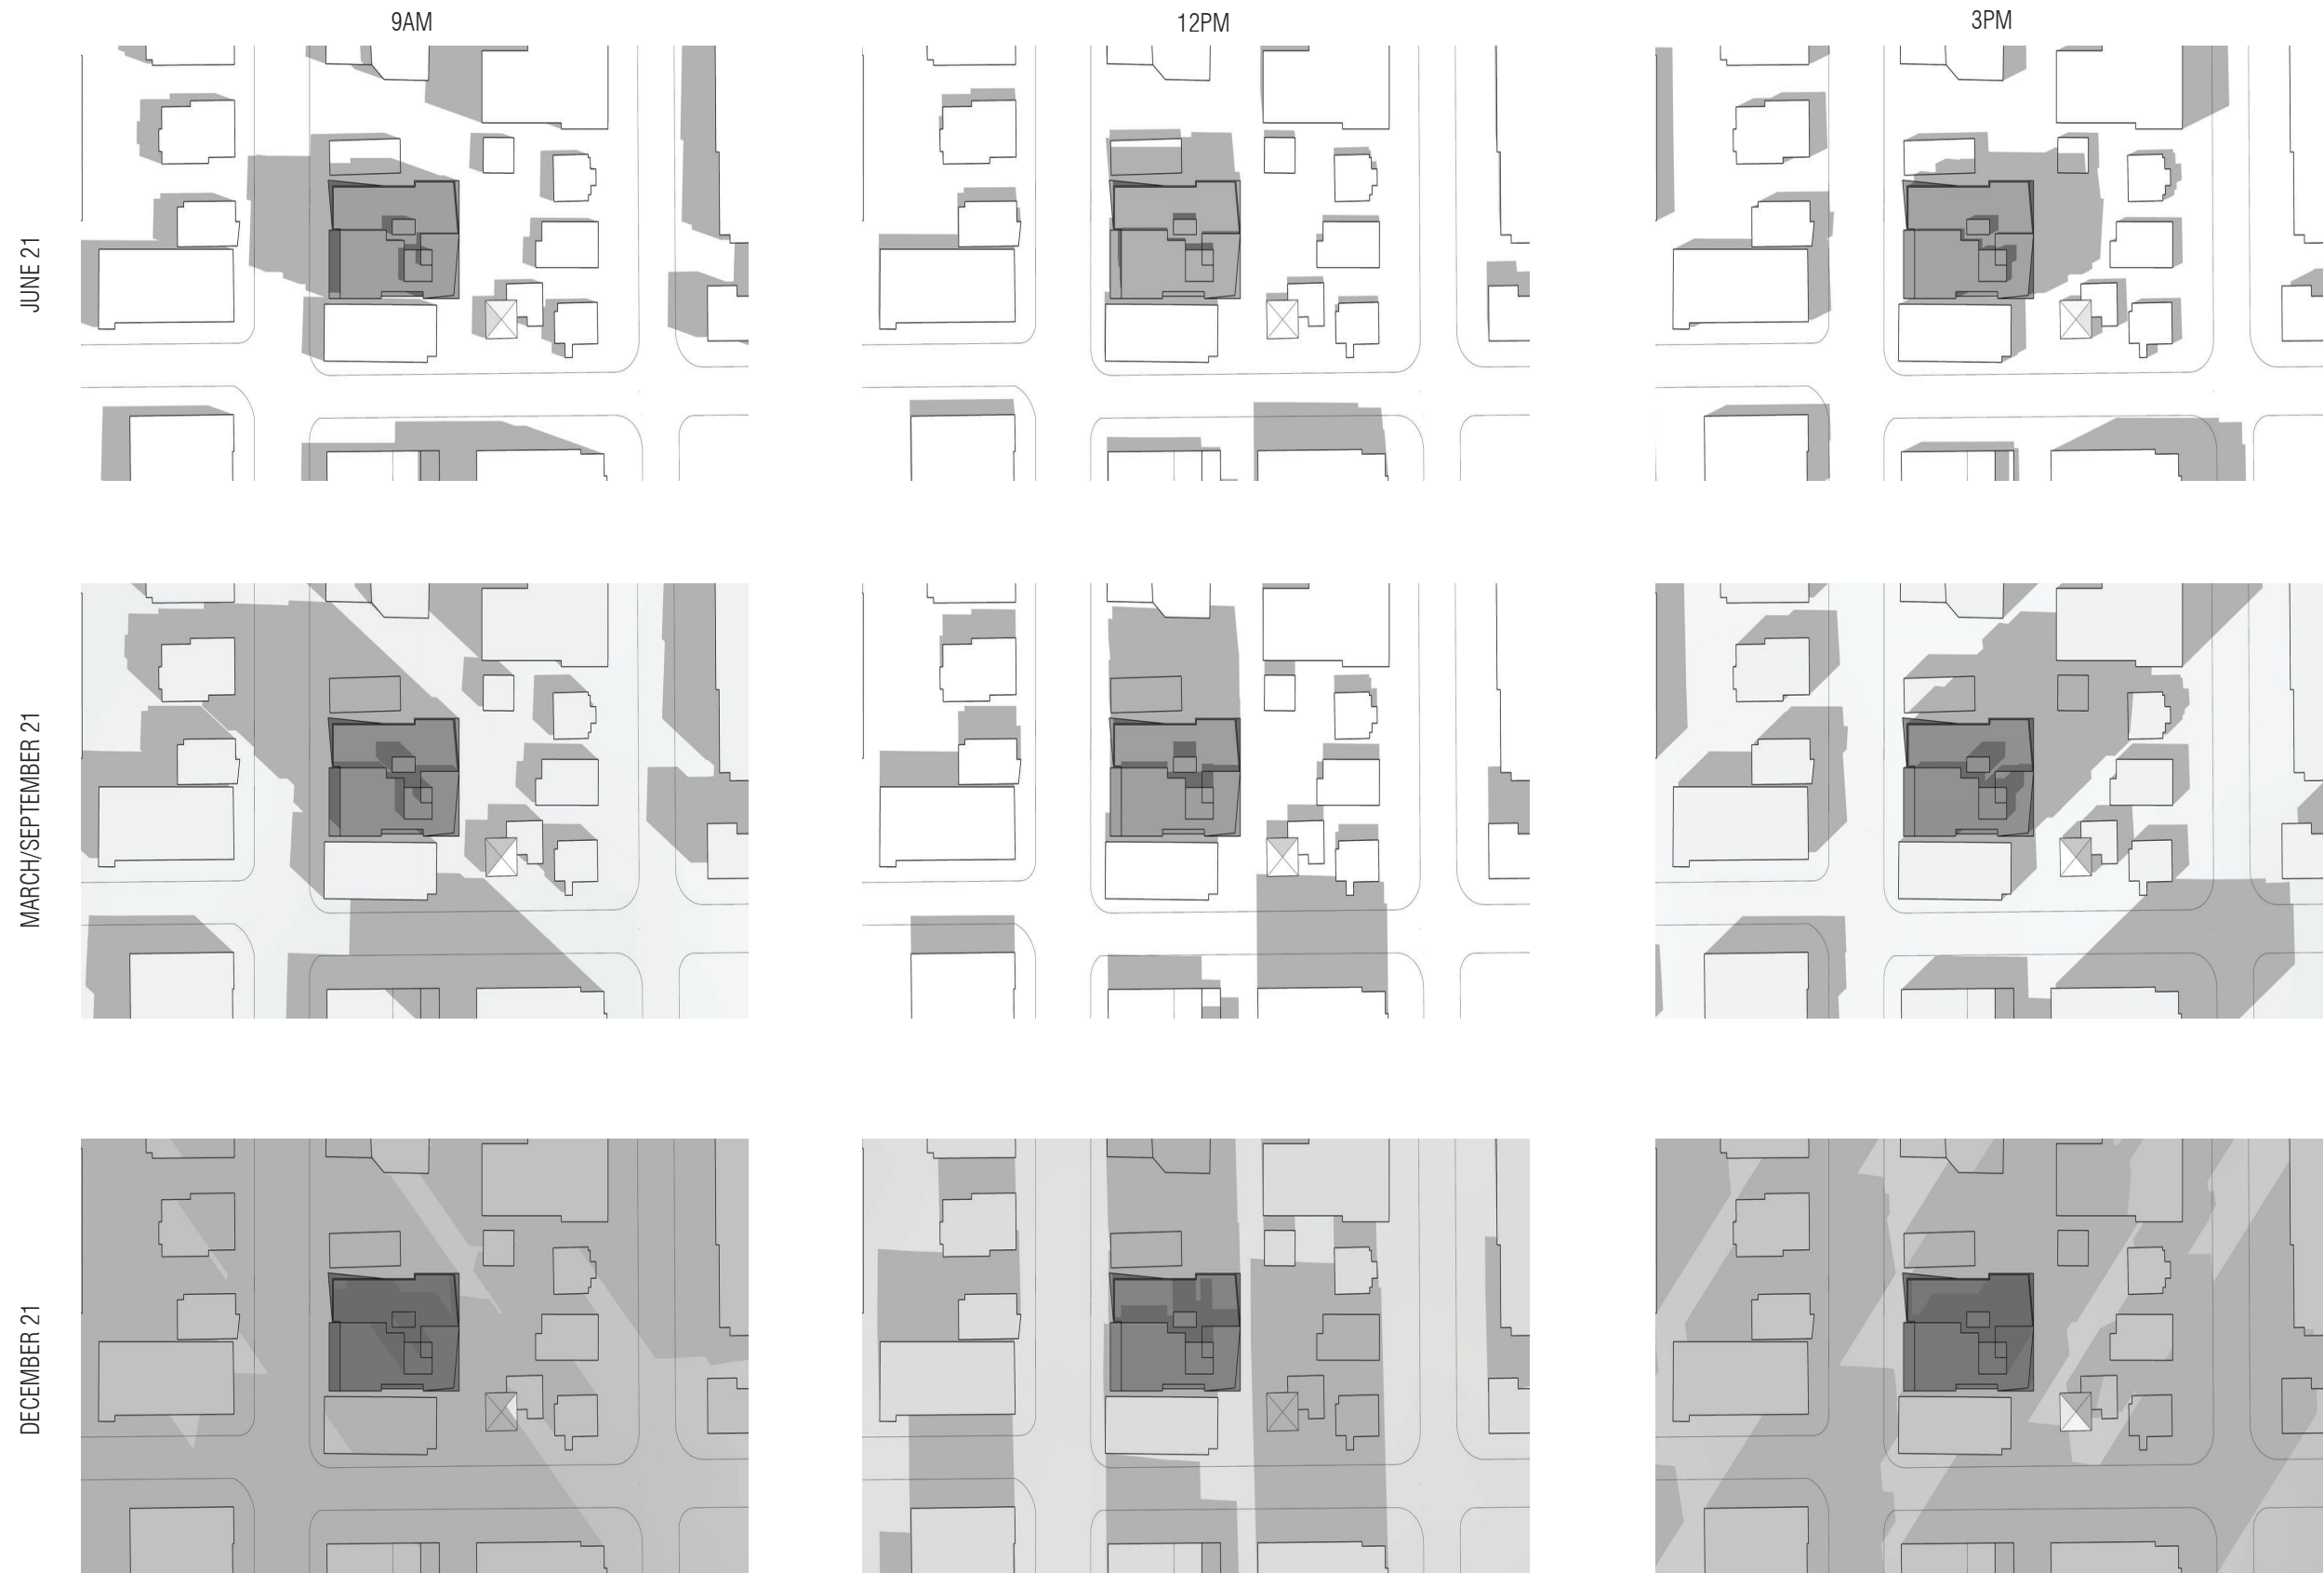 9AM
12PM
3PM
JUNE 21
MARCH/SEPTEMBER 21
DECEMBER 21